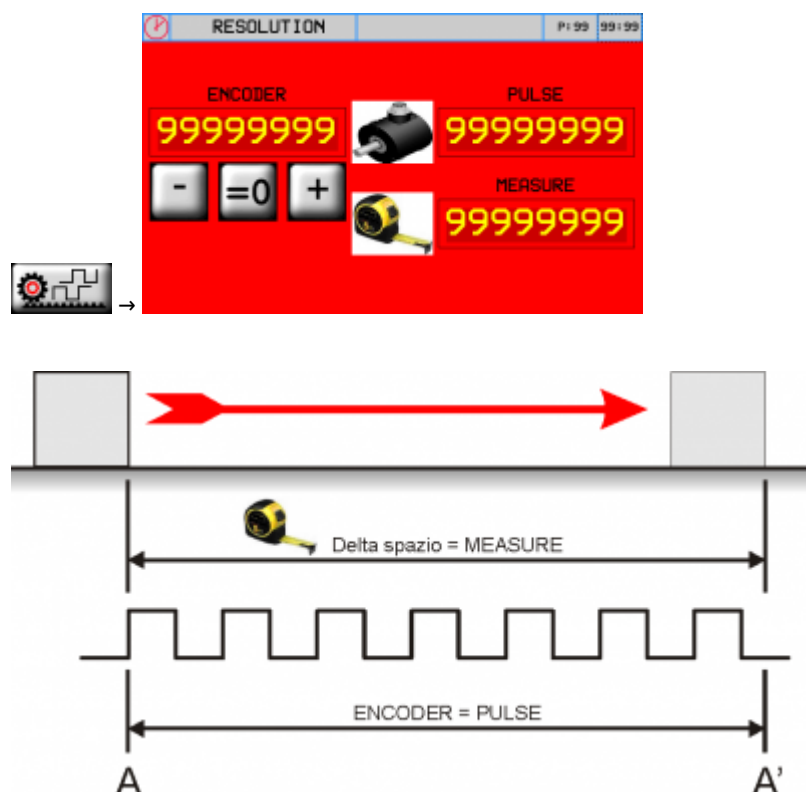 RESOLUTION P:99 99:99
ENCODER PULSE
99999999 99999999
- =0 + MEASURE
99999999
→
Delta spazio = MEASURE
ENCODER = PULSE
A A'